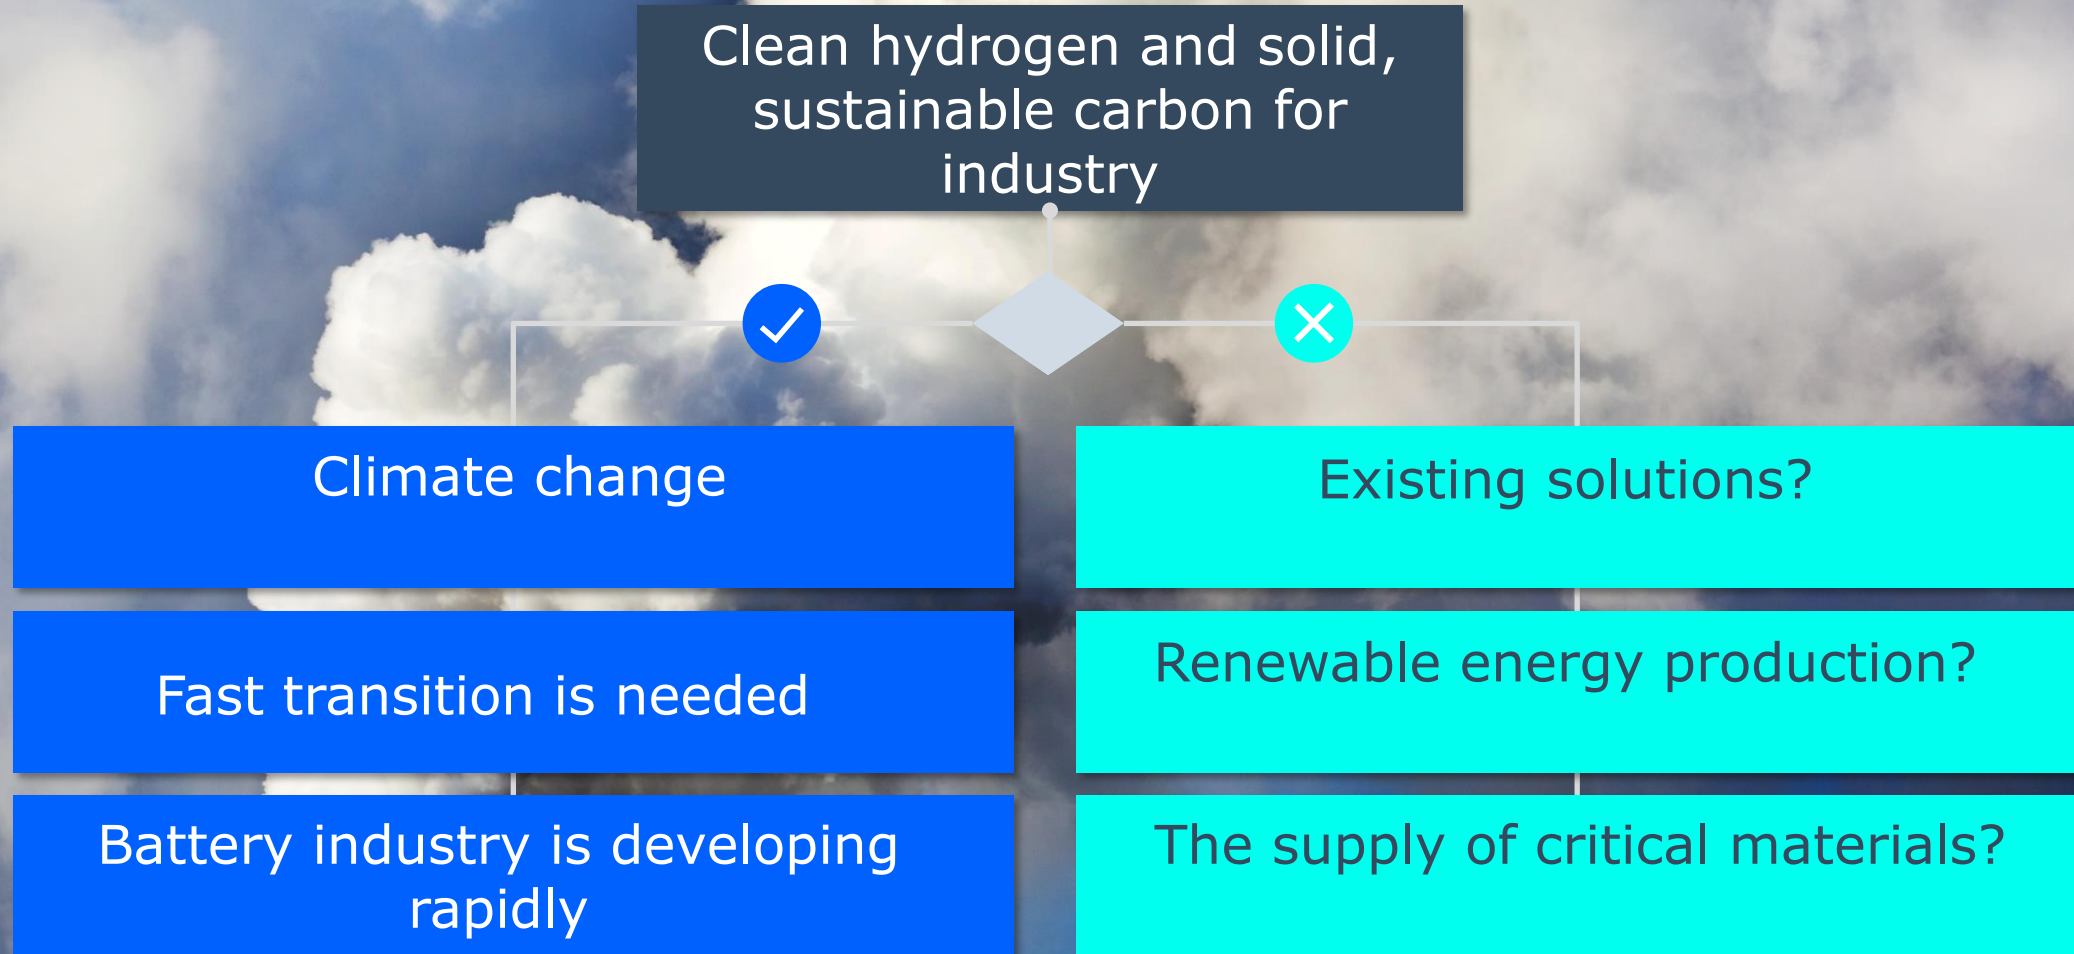 Clean hydrogen and solid,
sustainable carbon for
industry
Climate change
Fast transition is needed
Battery industry is developing
rapidly
Existing solutions?
Renewable energy production?
The supply of critical materials?